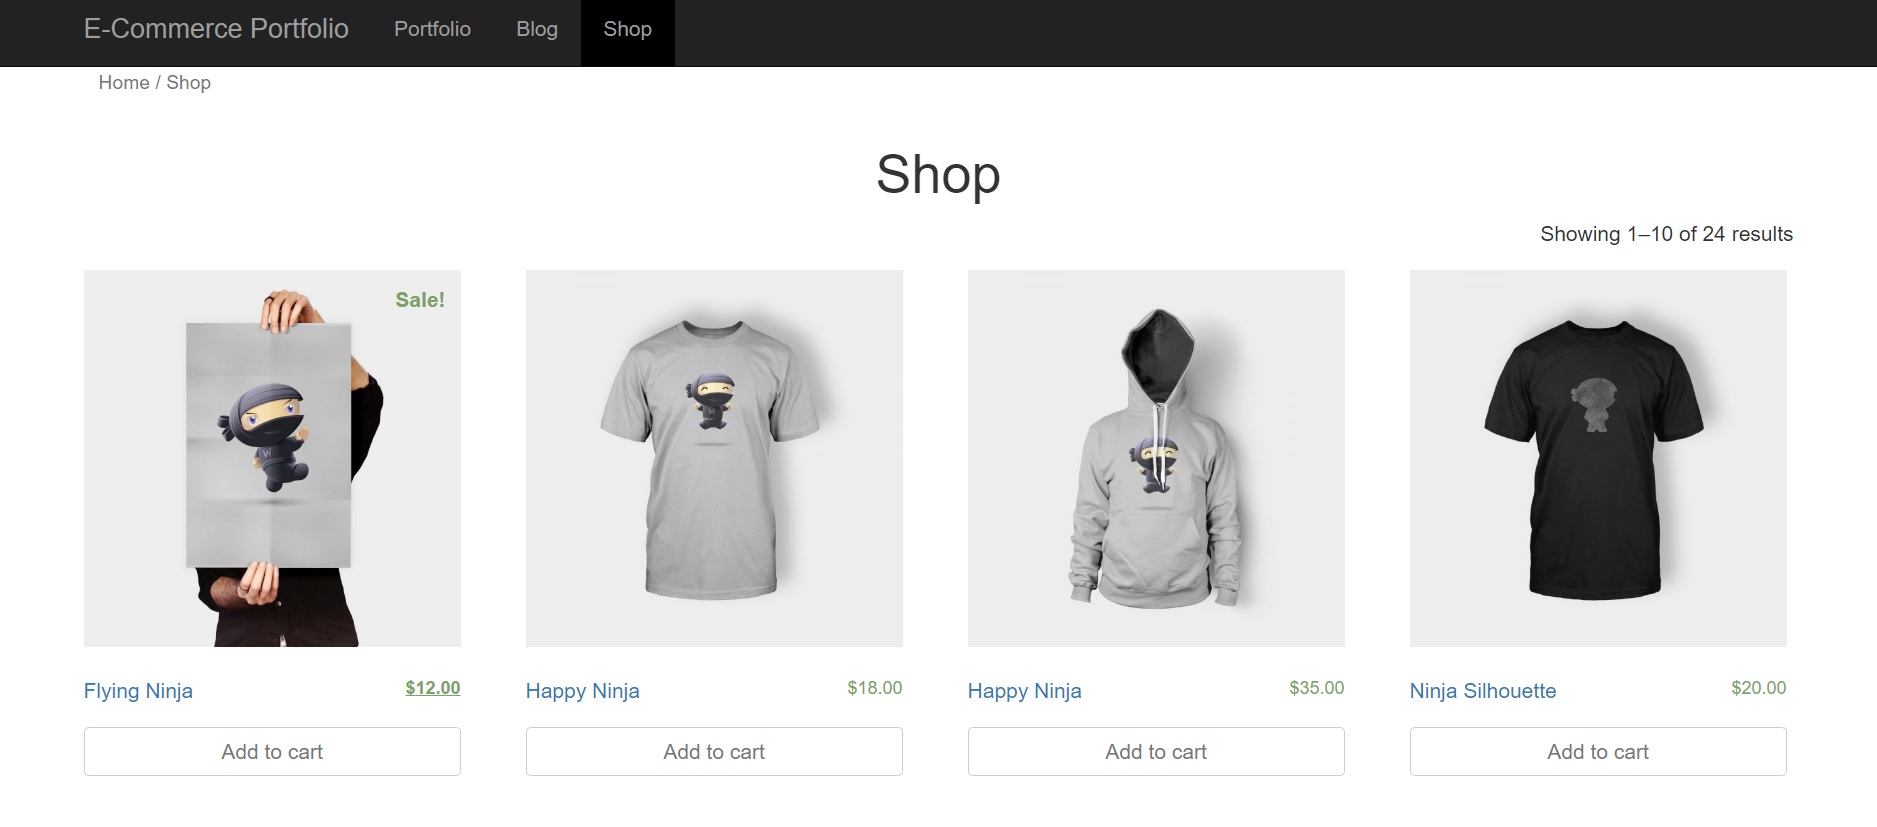 E-Commerce Portfolio Portfolio Blog Shop
Home / Shop
Shop
Showing 1–10 of 24 results
Sale!
W
W
Flying Ninja $12.00
Happy Ninja $18.00
Happy Ninja $35.00
Ninja Silhouette $20.00
Add to cart
Add to cart
Add to cart
Add to cart